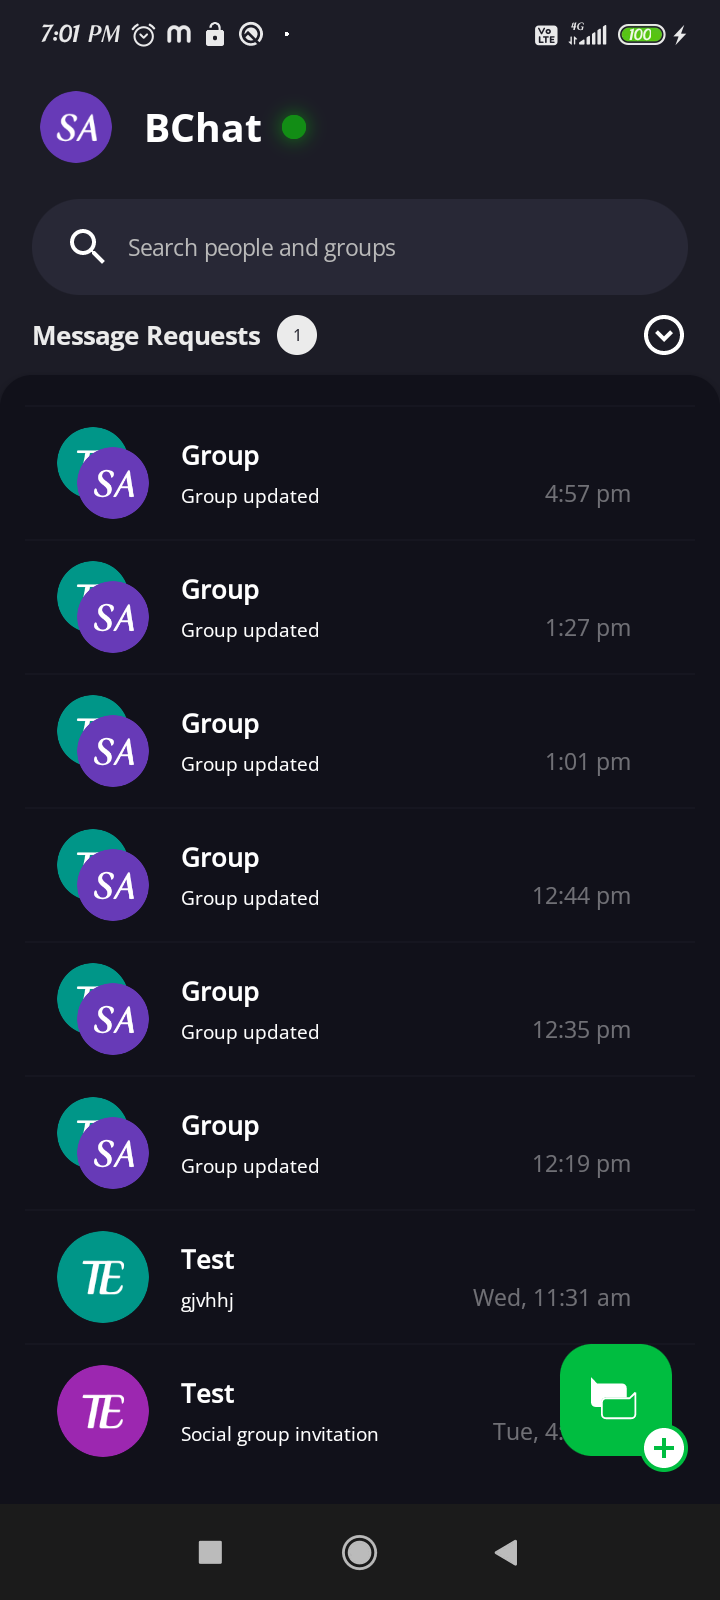 7:01 PM
Vo LTE 4G 100
SA BChat
Search people and groups
Message Requests 1
SA Group
Group updated 4:57 pm
SA Group
Group updated 1:27 pm
SA Group
Group updated 1:01 pm
SA Group
Group updated 12:44 pm
SA Group
Group updated 12:35 pm
SA Group
Group updated 12:19 pm
TE Test
gjvhhj Wed, 11:31 am
TE Test
Social group invitation Tue, 4: